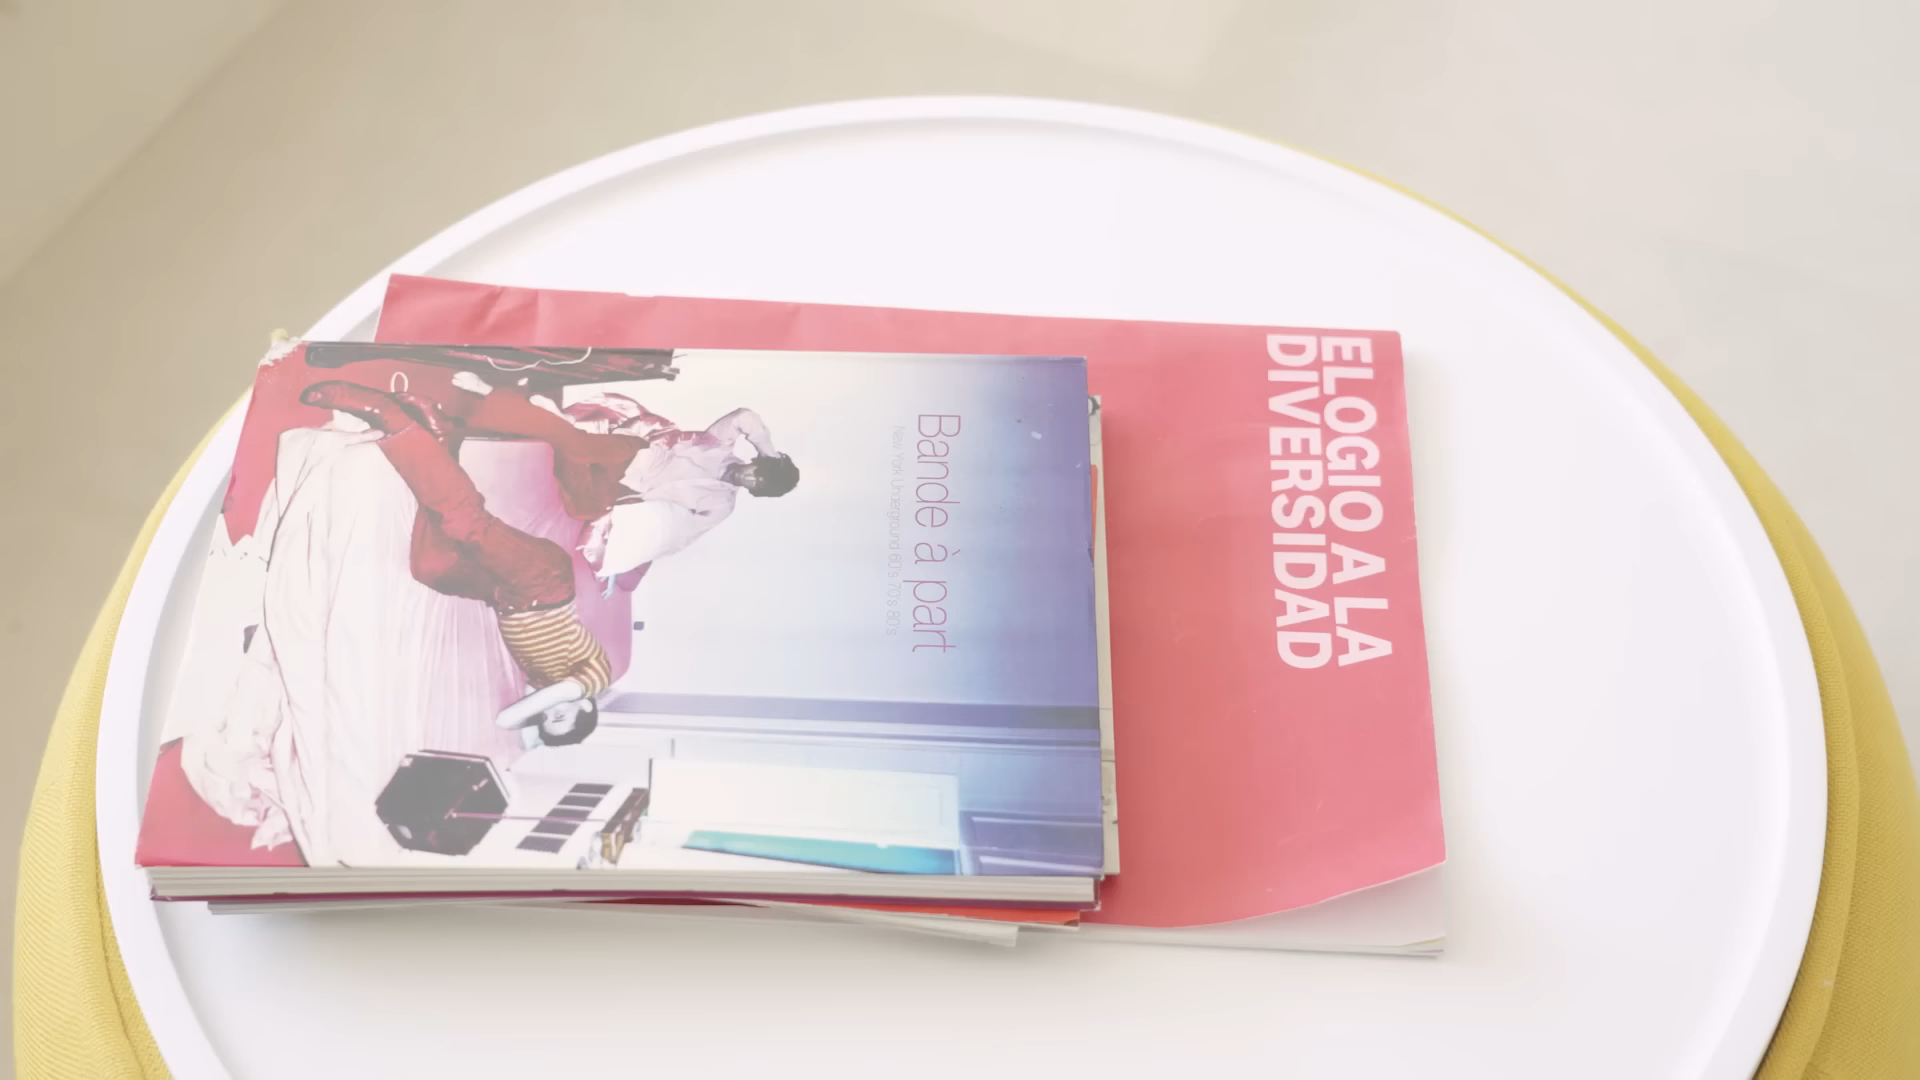 Bande à part
New York Underground 60's 70's 80's
ELOGIO A LA
DIVERSIDAD